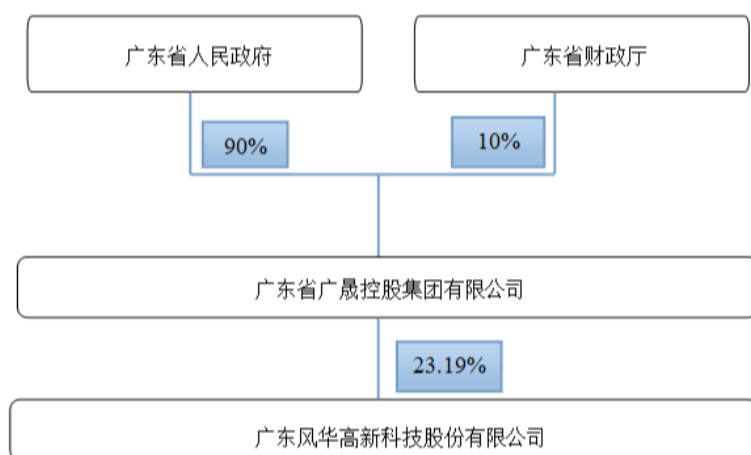 广东省人民政府
广东省财政厅
90%
10%
广东省广晟控股集团有限公司
23.19%
广东风华高新科技股份有限公司